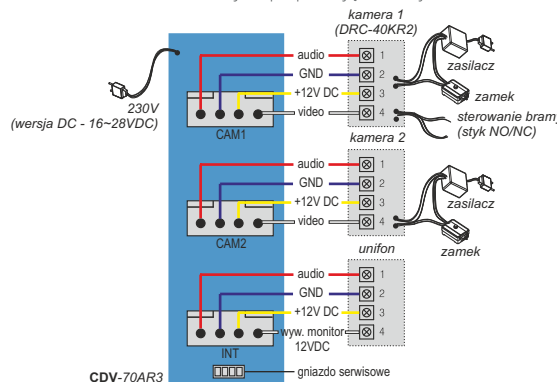 kamera 1
(DRC-40KR2)
230V
(wersja DC - 16~28VDC)
audio
GND
+12V DC
video
1
2
3
4
CAM1
zasilacz
zamek
sterowanie bramy
(styk NO/NC)
kamera 2
audio
GND
+12V DC
video
1
2
3
4
CAM2
zasilacz
zamek
unifon
audio
GND
+12V DC
wyw. monitor
12VDC
1
2
3
4
INT
gniazdo serwisowe
CDV-70AR3